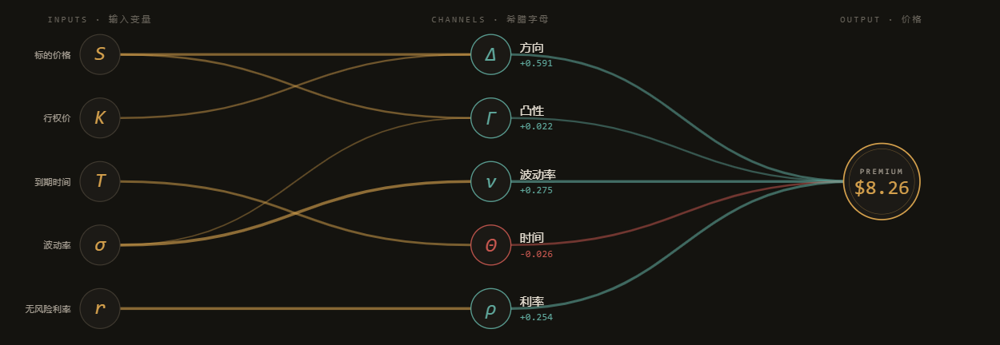 INPUTS · 输入变量
CHANNELS · 希腊字母
OUTPUT · 价格
标的价格
S
Δ
方向
+0.591
行权价
K
Γ
凸性
+0.022
到期时间
T
ν
波动率
+0.275
PREMIUM
$8.26
波动率
σ
Θ
时间
-0.026
无风险利率
r
ρ
利率
+0.254